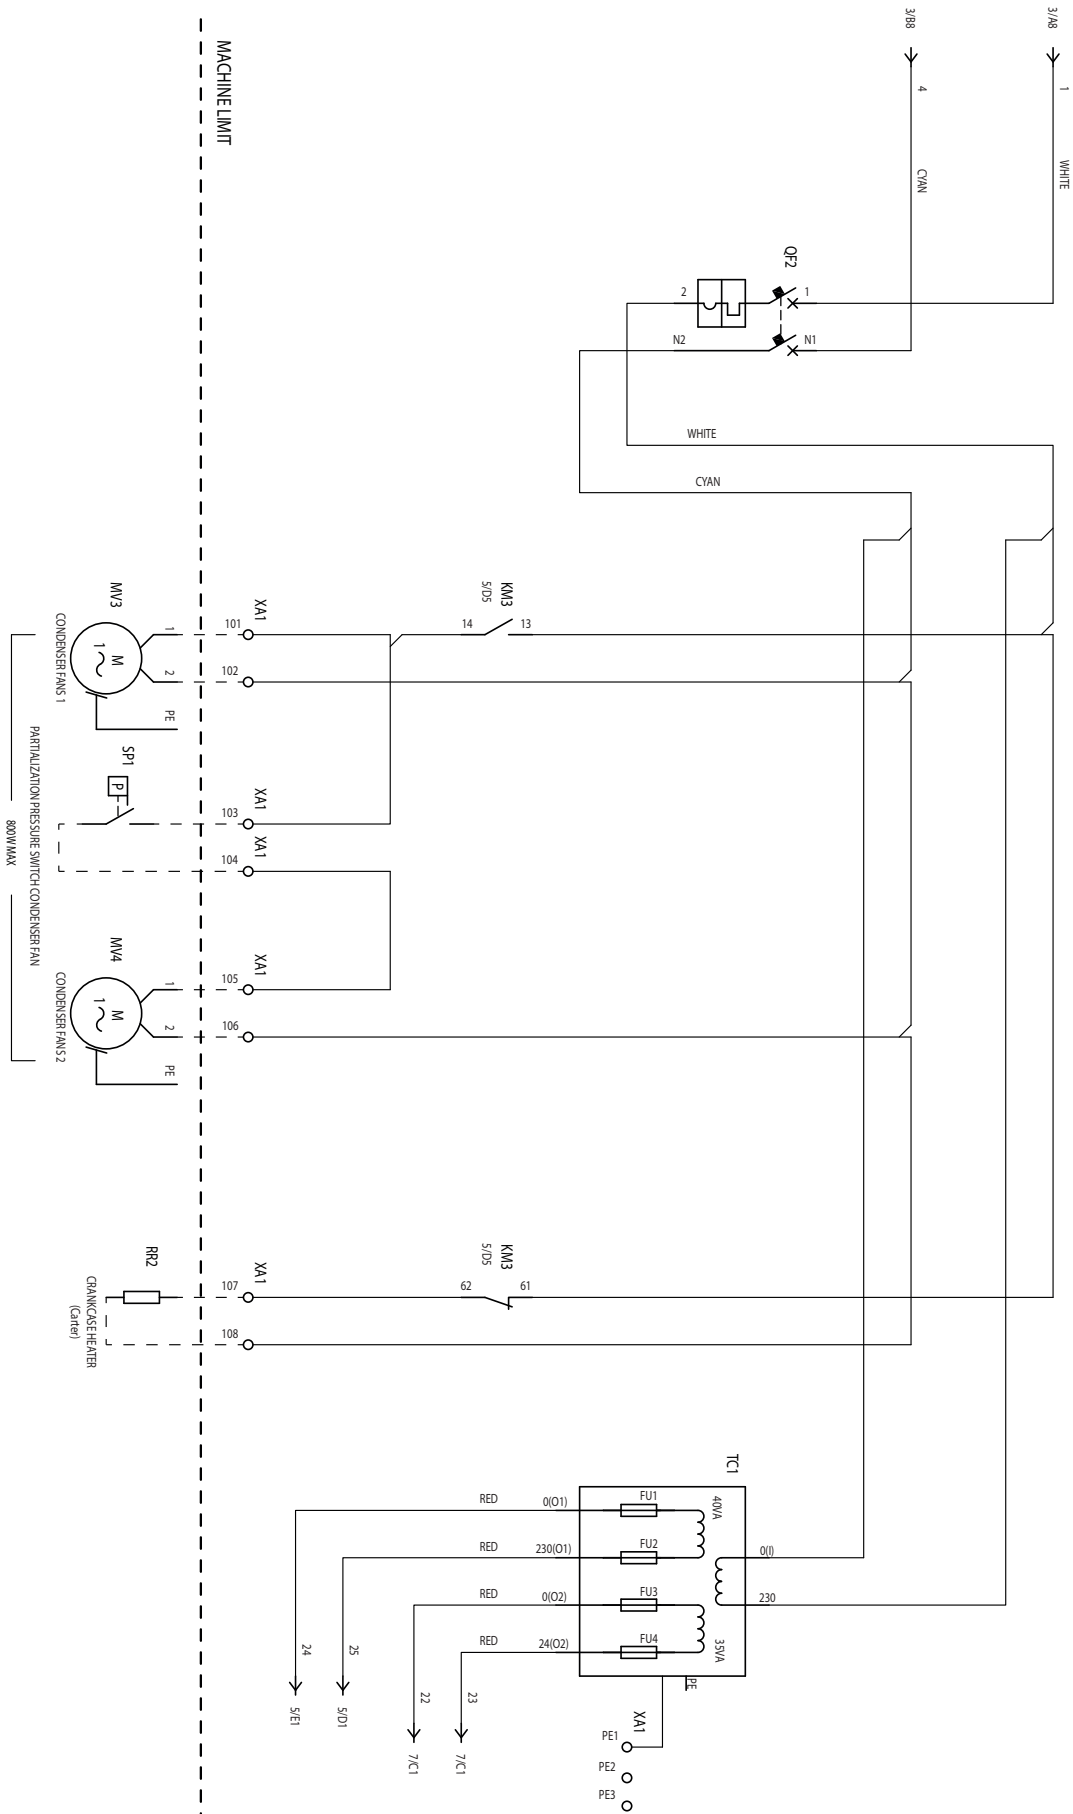 3/B8
3/A8
4
1
CYAN
WHITE
MACHINE LIMIT
QF2
2
1
N2
N1
WHITE
CYAN
MV3
CONDENSER FANS 1
M
1
1
2
PE
XA1
101
102
KM3
5/D5
14
13
SP1
P
PARTIALIZATION PRESSURE SWITCH CONDENSER FAN
800W MAX
XA1
103
XA1
104
MV4
CONDENSER FANS 2
M
1
1
2
PE
XA1
105
106
RR2
CRANKCASE HEATER
(Carter)
XA1
107
108
KM3
5/D5
62
61
TC1
40VA
35VA
FU1
FU2
FU3
FU4
RED
0(O1)
RED
230(O1)
RED
0(O2)
RED
24(O2)
0(I)
230
PE
24
25
22
23
5/E1
5/D1
7/C1
7/C1
XA1
PE1
PE2
PE3